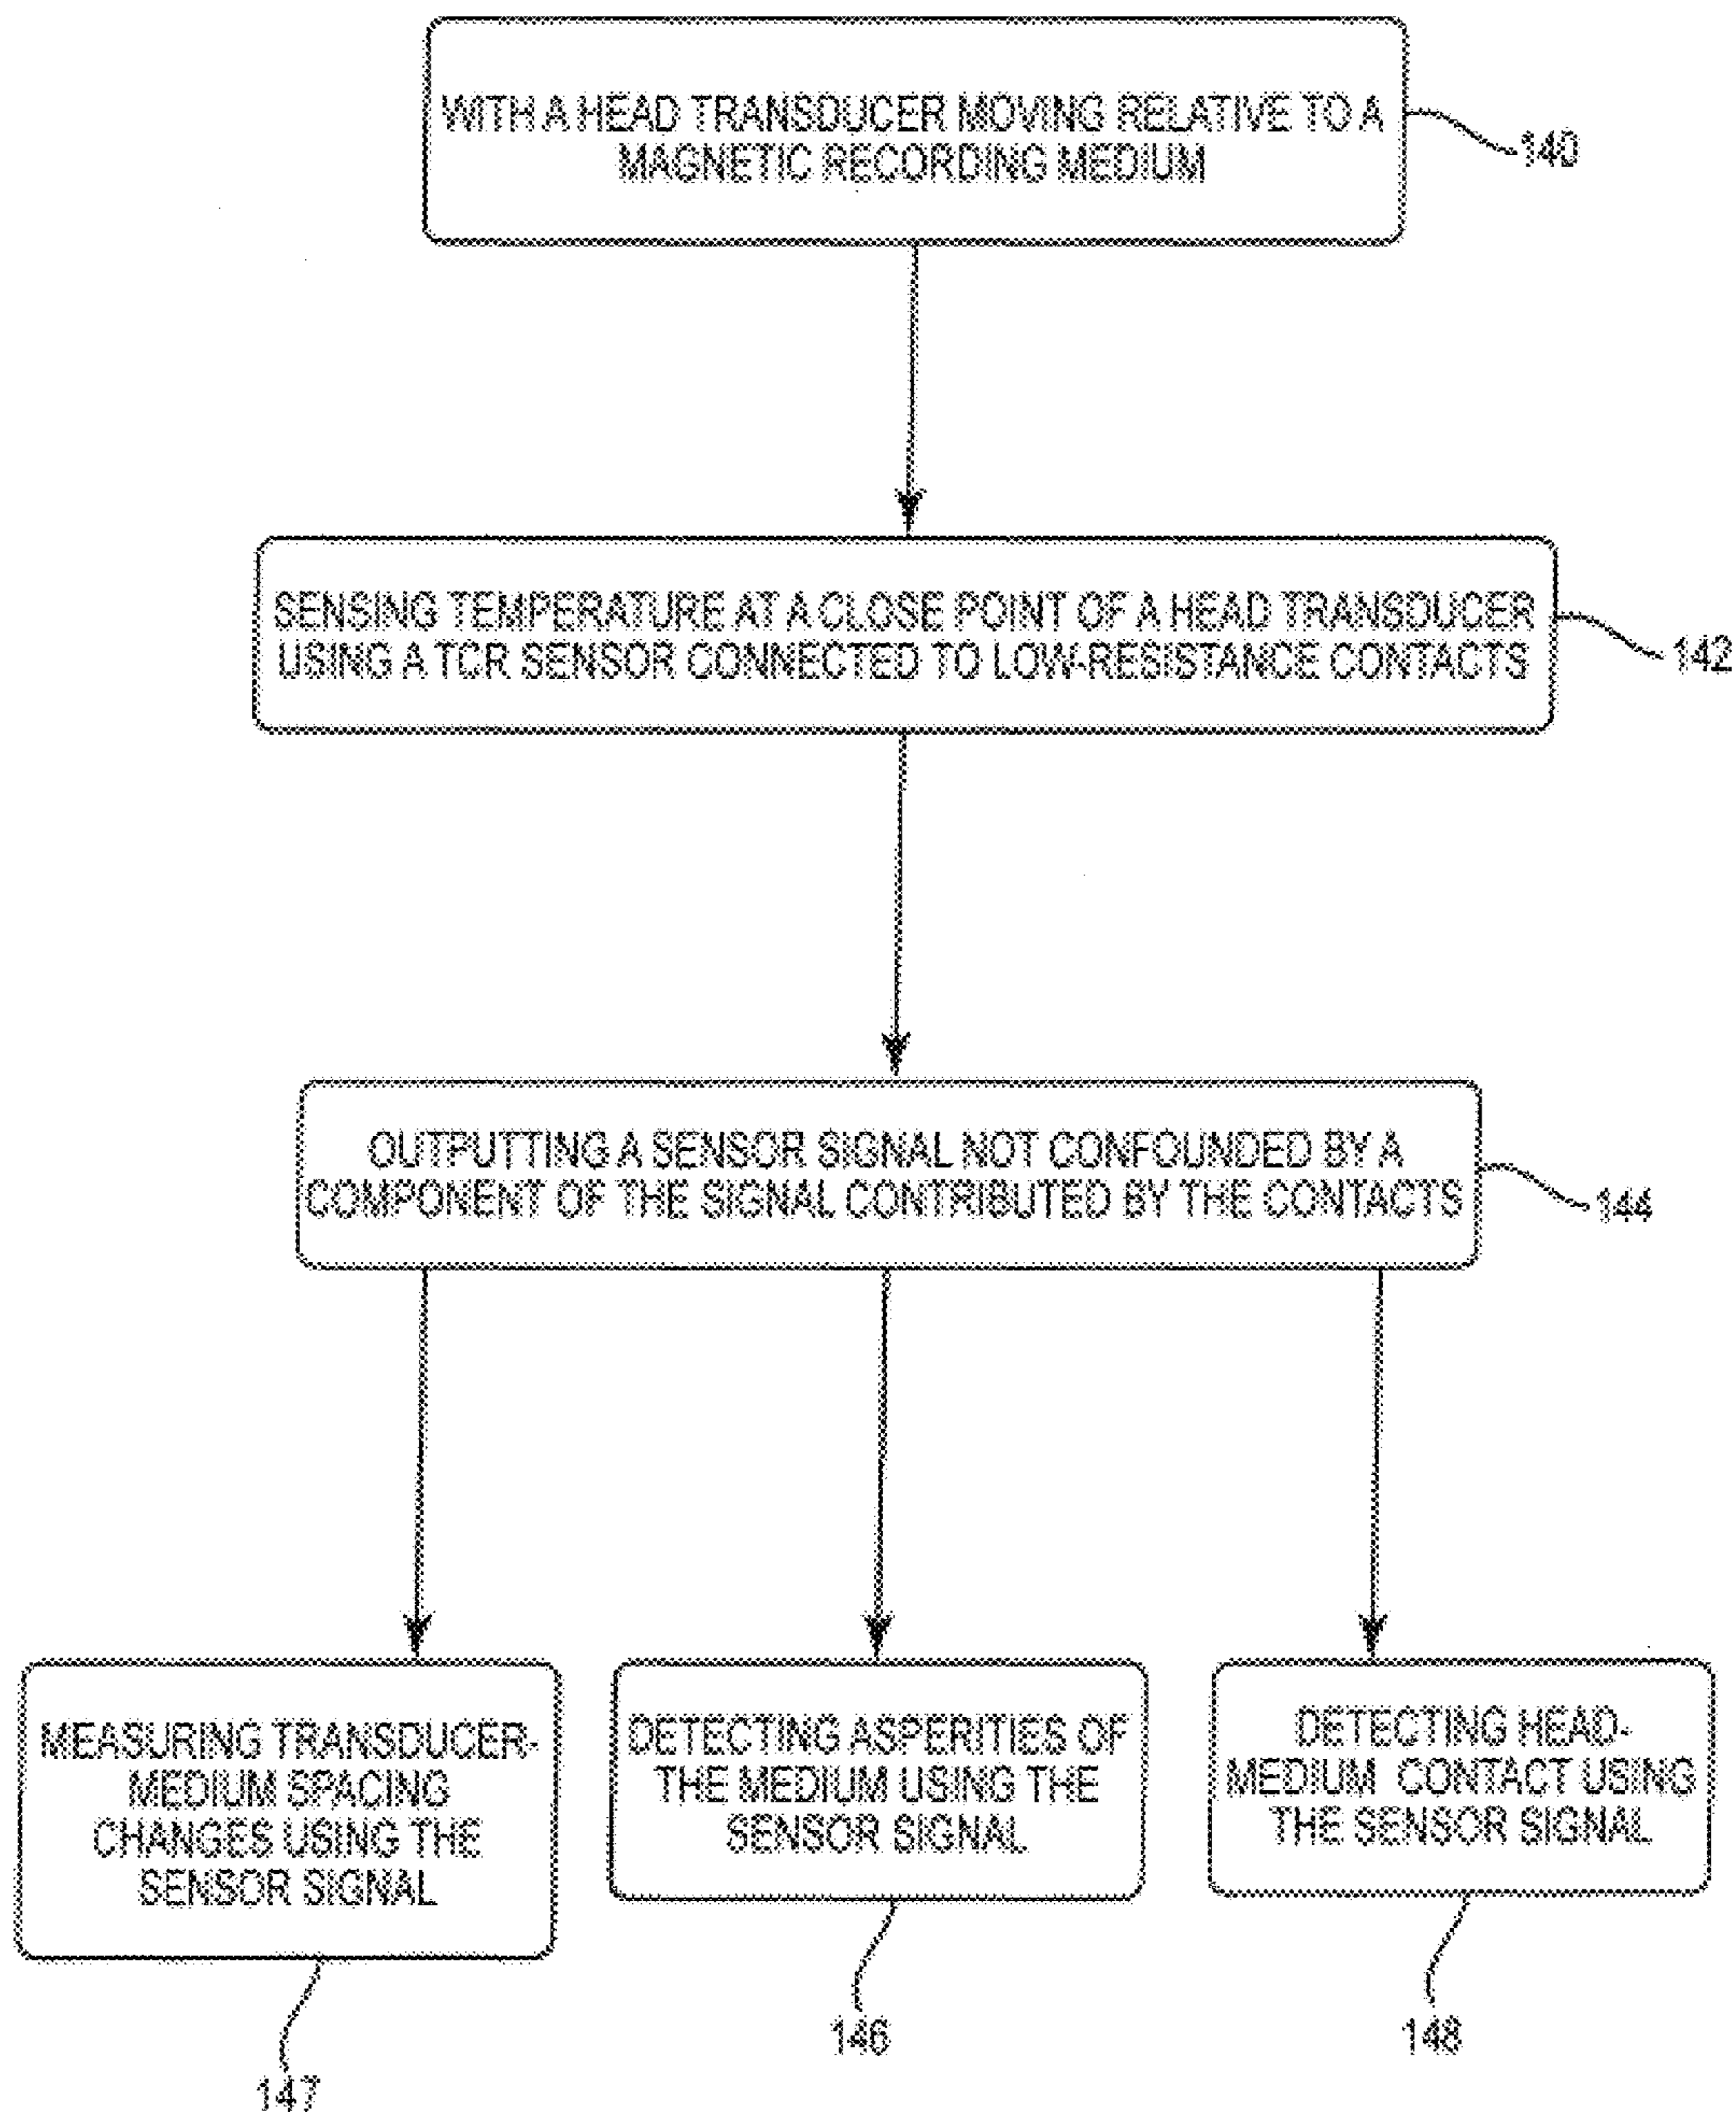 WITH A HEAD TRANSDUCER MOVING RELATIVE TO A
MAGNETIC RECORDING MEDIUM
140
SENSING TEMPERATURE AT A CLOSE POINT OF A HEAD TRANSDUCER
USING A TCR SENSOR CONNECTED TO LOW-RESISTANCE CONTACTS
142
OUTPUTTING A SENSOR SIGNAL NOT CONFOUNDED BY A
COMPONENT OF THE SIGNAL CONTRIBUTED BY THE CONTACTS
144
MEASURING TRANSDUCER-
MEDIUM SPACING
CHANGES USING THE
SENSOR SIGNAL
147
DETECTING ASPERITIES OF
THE MEDIUM USING THE
SENSOR SIGNAL
146
DETECTING HEAD-
MEDIUM CONTACT USING
THE SENSOR SIGNAL
148